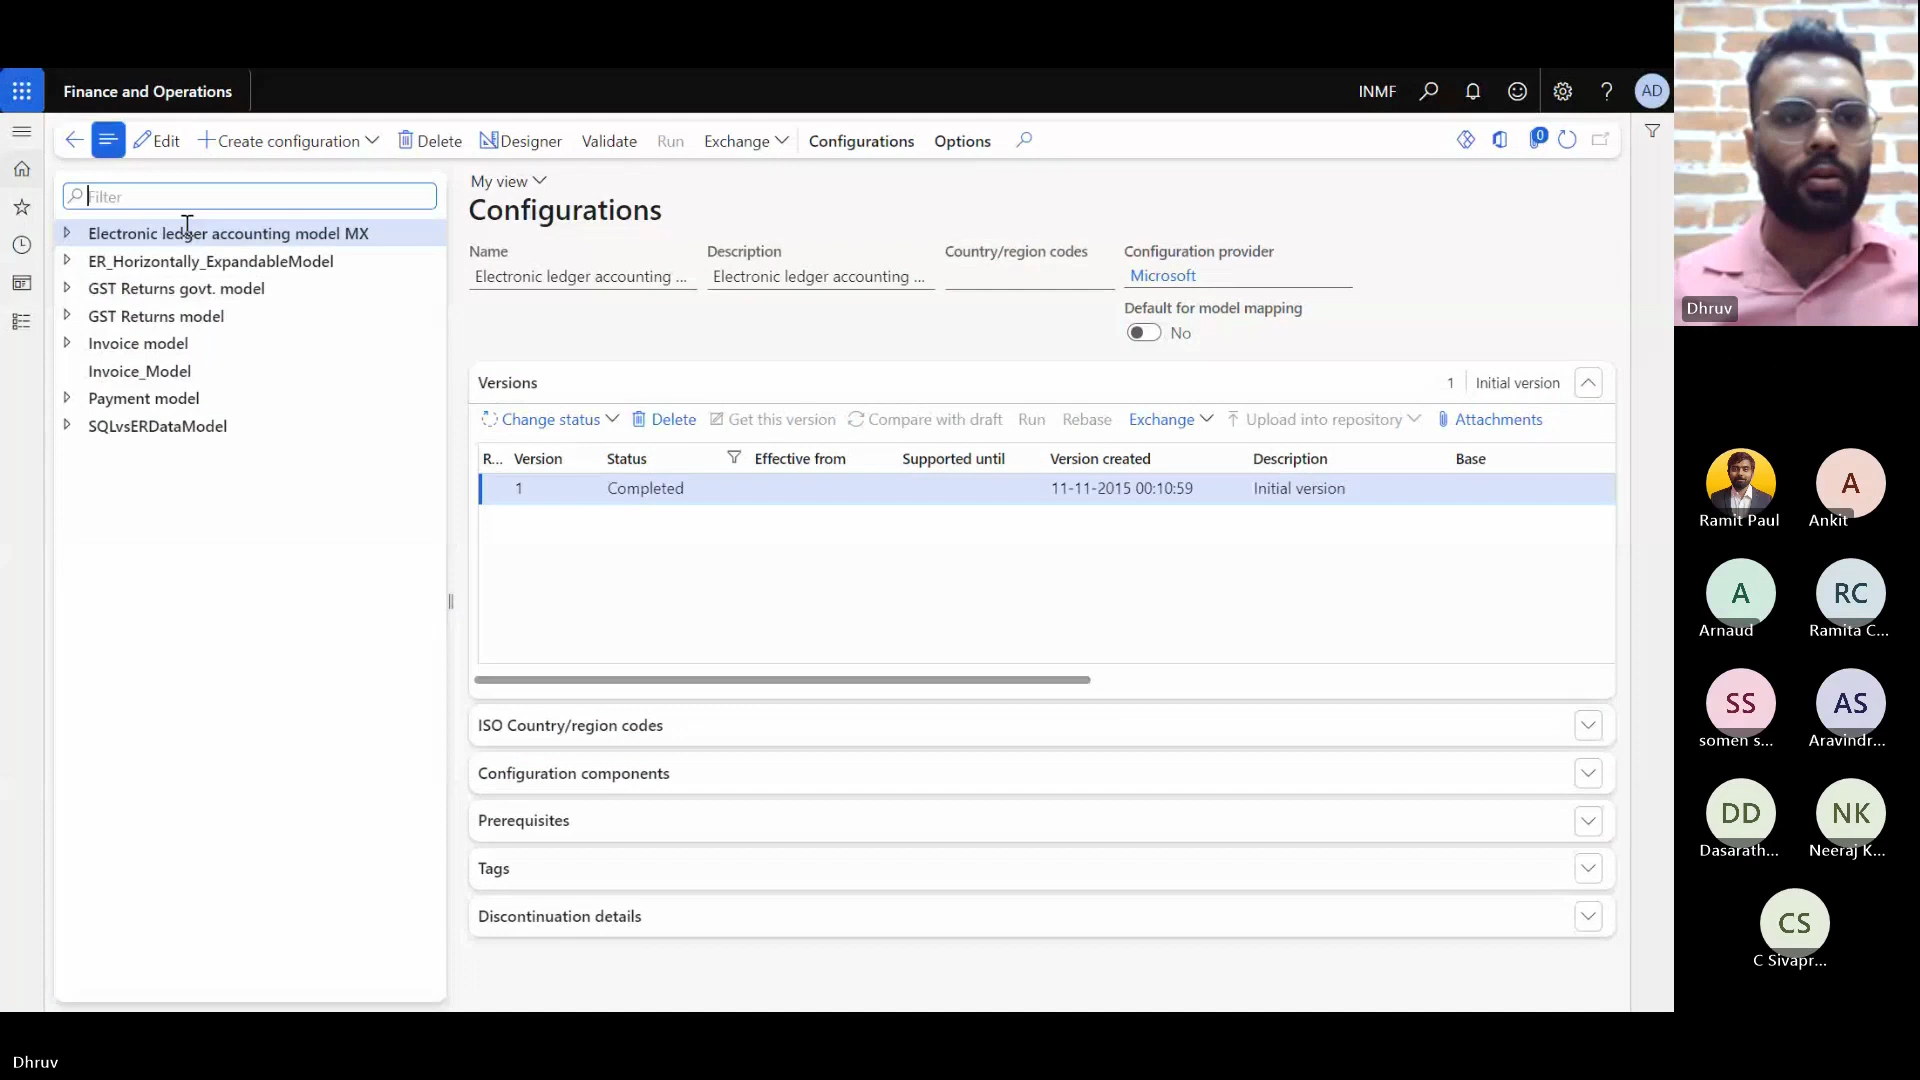 Finance and Operations
INMF
AD
Edit
Create configuration
Delete
Designer
Validate
Run
Exchange
Configurations
Options
0
Filter
Electronic ledger accounting model MX
ER_Horizontally_ExpandableModel
GST Returns govt. model
GST Returns model
Invoice model
Invoice_Model
Payment model
SQLvsERDataModel
My view
Configurations
Name
Description
Country/region codes
Configuration provider
Electronic ledger accounting ...
Electronic ledger accounting ...
Microsoft
Default for model mapping
No
Versions
1
Initial version
Change status
Delete
Get this version
Compare with draft
Run
Rebase
Exchange
Upload into repository
Attachments
R... Version Status Effective from Supported until Version created Description Base
1 Completed 11-11-2015 00:10:59 Initial version
ISO Country/region codes
Configuration components
Prerequisites
Tags
Discontinuation details
Dhruv
Ramit Paul
A
Ankit
A
Arnaud
RC
Ramita C...
SS
somen s...
AS
Aravindr...
DD
Dasarath...
NK
Neeraj K...
CS
C Sivapr...
Dhruv